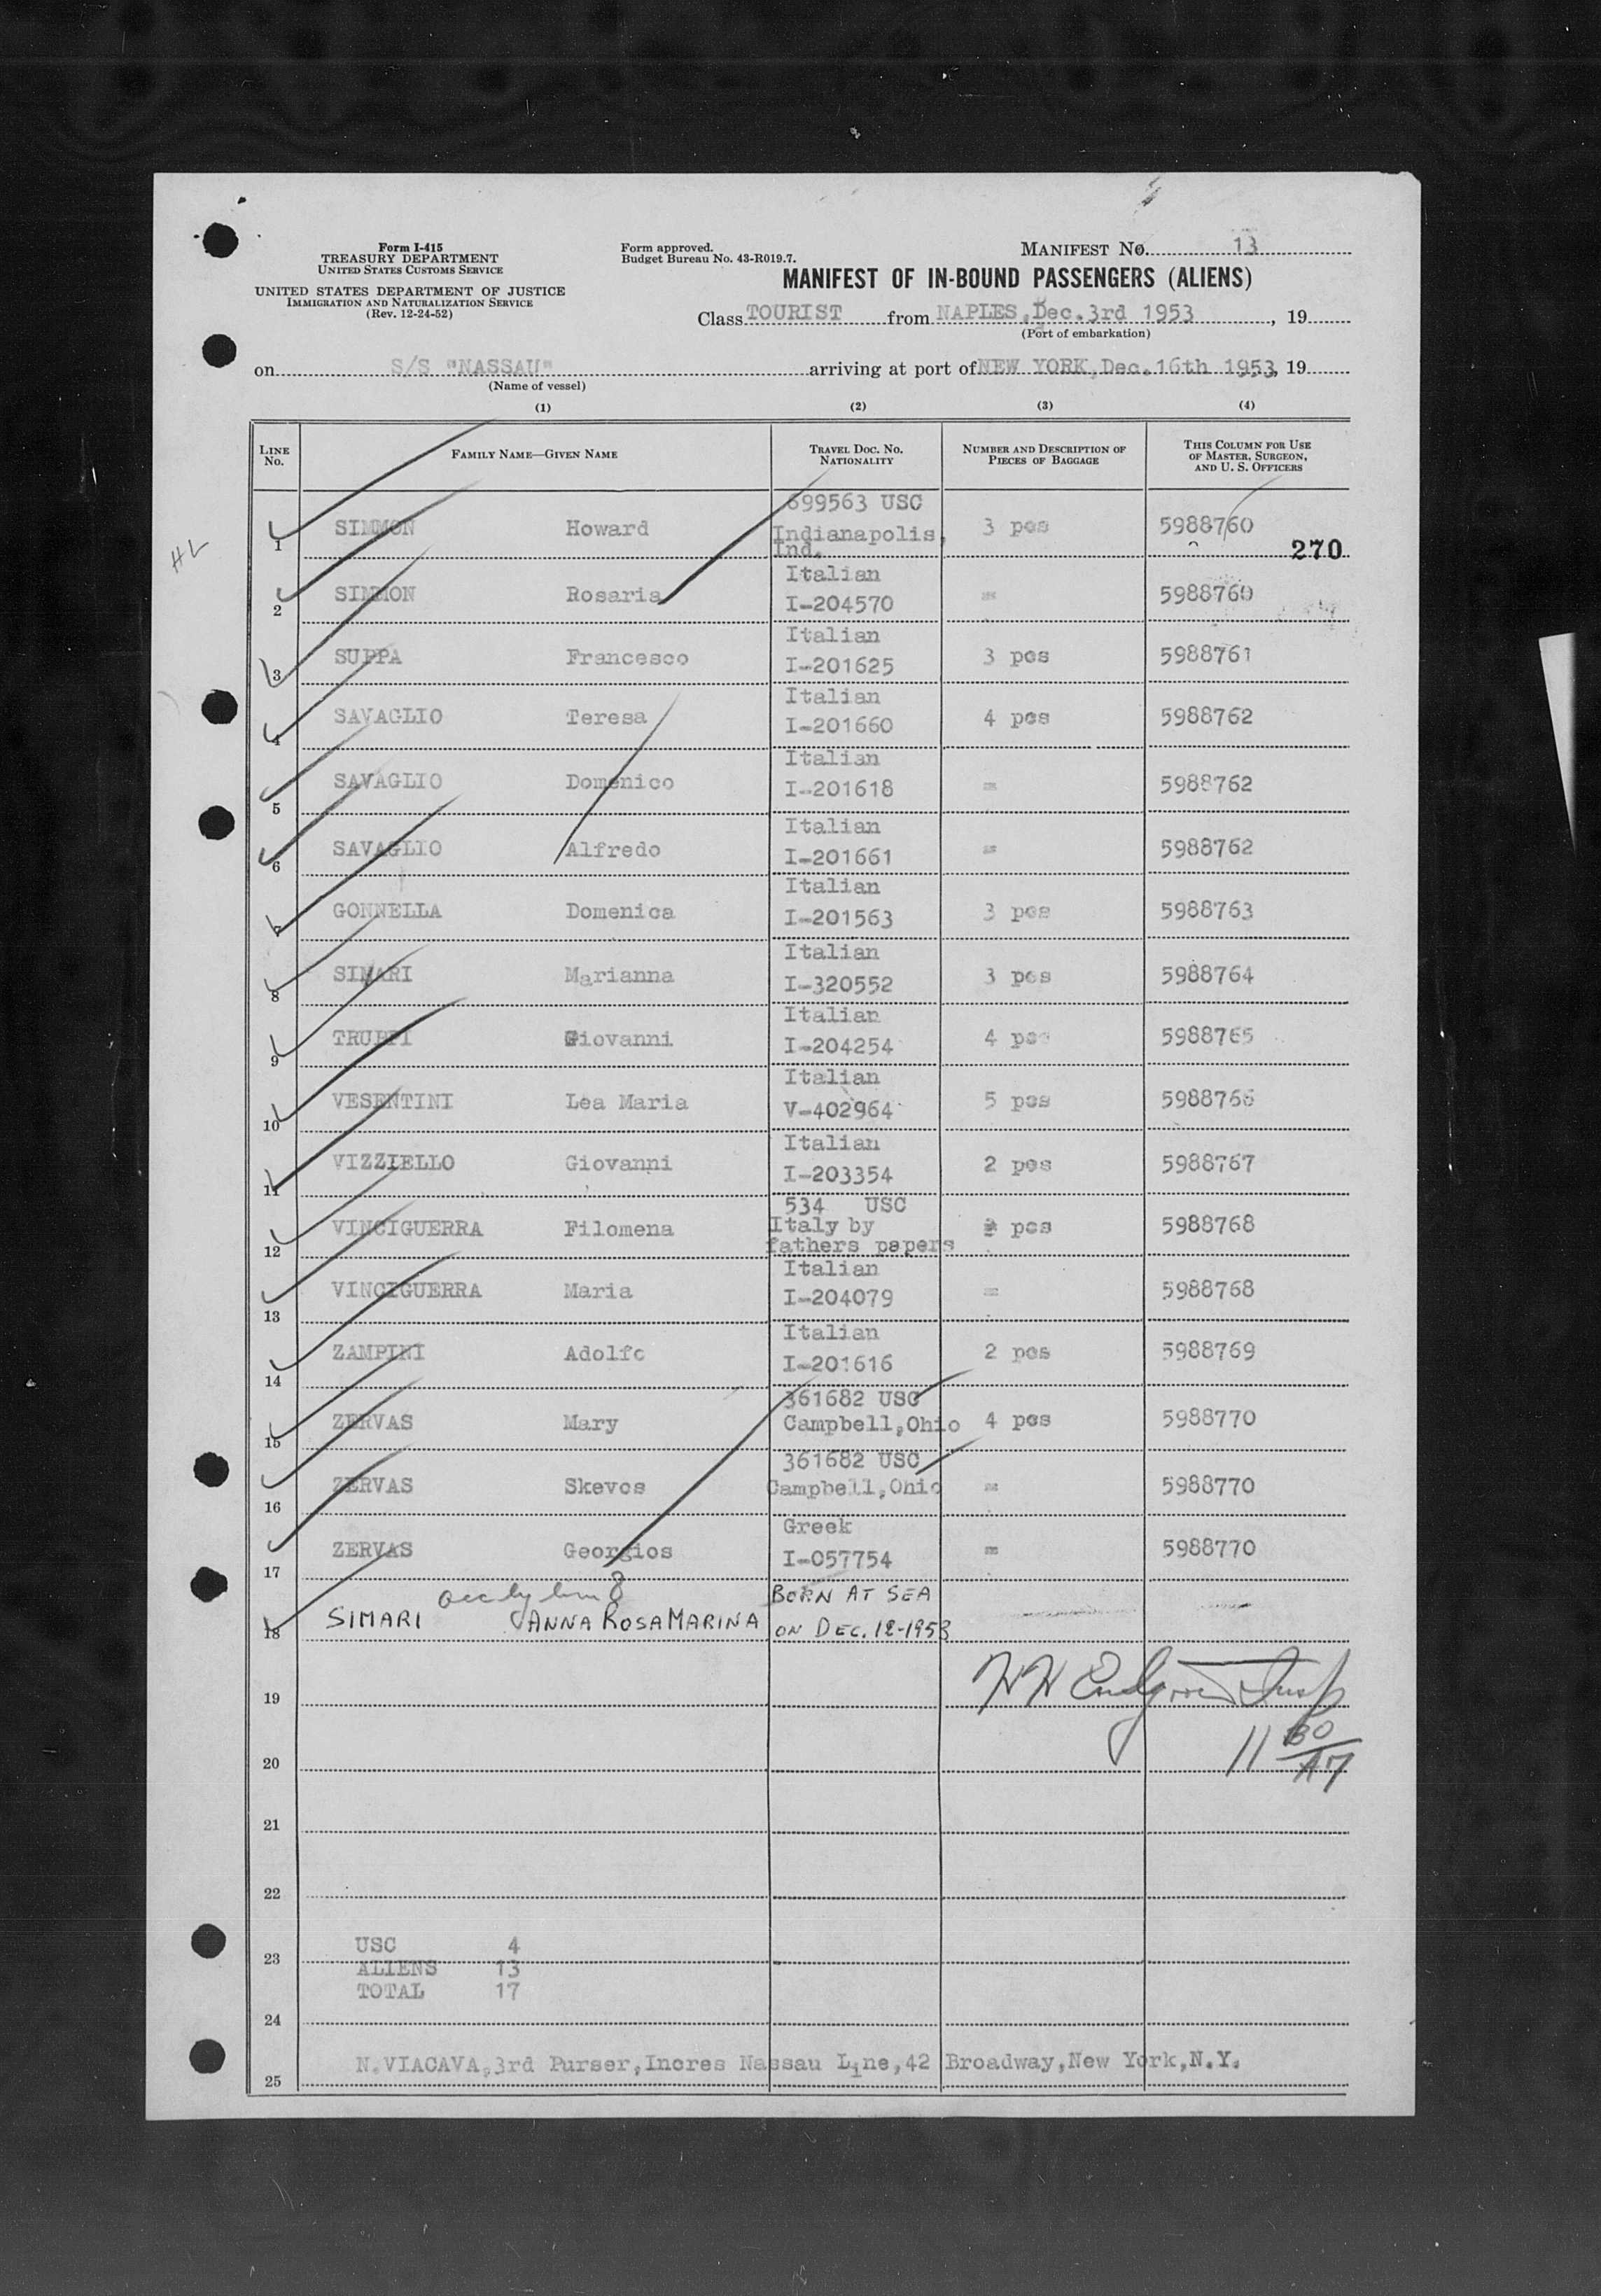 Form I-415
TREASURY DEPARTMENT
UNITED STATES CUSTOMS SERVICE
UNITED STATES DEPARTMENT OF JUSTICE
IMMIGRATION AND NATURALIZATION SERVICE
(Rev. 12-24-52)
Form approved.
Budget Bureau No. 43-R019.7.
MANIFEST NO. 13
MANIFEST OF IN-BOUND PASSENGERS (ALIENS)
Class TOURIST from NAPLES, Dec. 3rd 1953, 19
(Port of embarkation)
on S/S "NASSAU" arriving at port of NEW YORK, Dec. 16th 1953, 19
(Name of vessel)
(1) (2) (3) (4)
LINE NO. FAMILY NAME—GIVEN NAME TRAVEL DOC. NO. NATIONALITY NUMBER AND DESCRIPTION OF PIECES OF BAGGAGE THIS COLUMN FOR USE OF MASTER, SURGEON, AND U. S. OFFICERS
HL
1 SIMMON Howard 699563 USC Indianapolis, Ind. 3 pcs 5988760
270
2 SIMMON Rosaria Italian I-204570 = 5988760
3 SUPPA Francesco Italian I-201625 3 pcs 5988761
4 SAVAGLIO Teresa Italian I-201660 4 pcs 5988762
5 SAVAGLIO Domenico Italian I-201618 = 5988762
6 SAVAGLIO Alfredo Italian I-201661 = 5988762
7 GONNELLA Domenica Italian I-201563 3 pcs 5988763
8 SIMARI Marianna Italian I-320552 3 pcs 5988764
9 TRUPPI Giovanni Italian I-204254 4 pcs 5988765
10 VESENTINI Lea Maria Italian V-402964 5 pcs 5988766
11 VIZZIELLO Giovanni Italian I-203354 2 pcs 5988767
12 VINCIGUERRA Filomena 534 USC Italy by fathers papers pcs 5988768
13 VINCIGUERRA Maria Italian I-204079 = 5988768
14 ZAMPINI Adolfo Italian I-201616 2 pcs 5988769
15 ZERVAS Mary 361682 USC Campbell, Ohio 4 pcs 5988770
16 ZERVAS Skevos 361682 USC Campbell, Ohio = 5988770
17 ZERVAS Georgios Greek I-057754 = 5988770
18 SIMARI ANNA ROSA MARINA BORN AT SEA ON DEC. 12-1953
19
20
11 BO/A7
21
22
23
USC 4
ALIENS 13
TOTAL 17
24
N. VIACAVA, 3rd Purser, Incres Nassau Line, 42 Broadway, New York, N.Y.
25